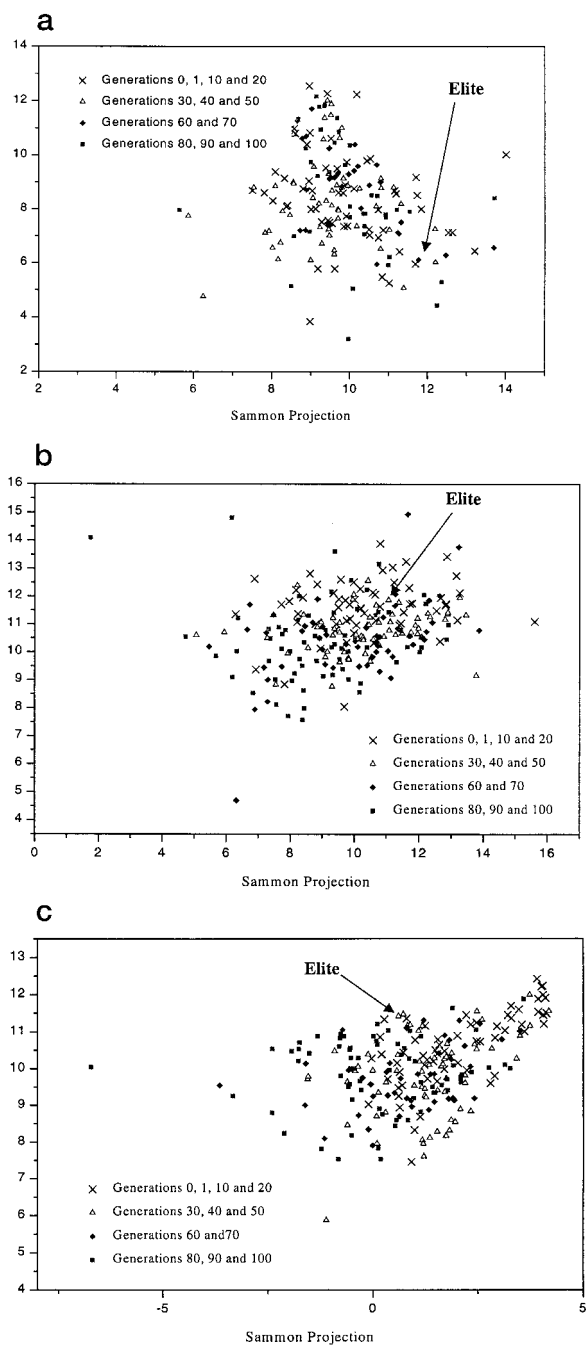 a
14
12
10
8
6
4
2
2 4 6 8 10 12 14
Generations 0, 1, 10 and 20
Generations 30, 40 and 50
Generations 60 and 70
Generations 80, 90 and 100
Elite
Sammon Projection
b
16
15
14
13
12
11
10
9
8
7
6
5
4
0 2 4 6 8 10 12 14 16
Elite
Generations 0, 1, 10 and 20
Generations 30, 40 and 50
Generations 60 and 70
Generations 80, 90 and 100
Sammon Projection
c
13
12
11
10
9
8
7
6
5
4
-5 0 5
Elite
Generations 0, 1, 10 and 20
Generations 30, 40 and 50
Generations 60 and70
Generations 80, 90 and 100
Sammon Projection